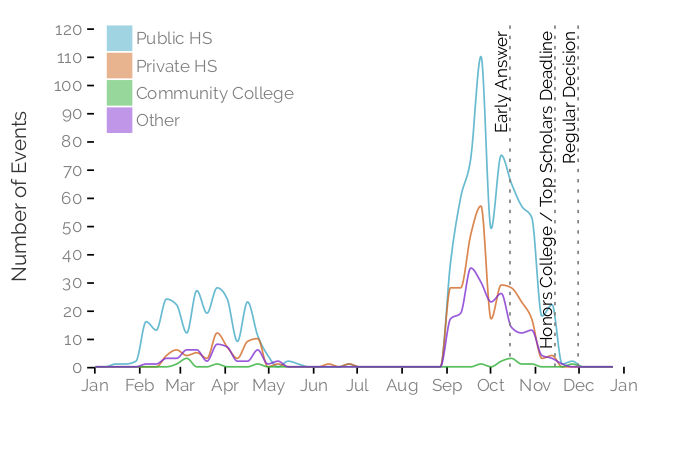 120
110
100
90
80
70
60
50
40
30
20
10
0
Number of Events
Public HS
Private HS
Community College
Other
Early Answer
Honors College / Top Scholars Deadline
Regular Decision
Jan Feb Mar Apr May Jun Jul Aug Sep Oct Nov Dec Jan